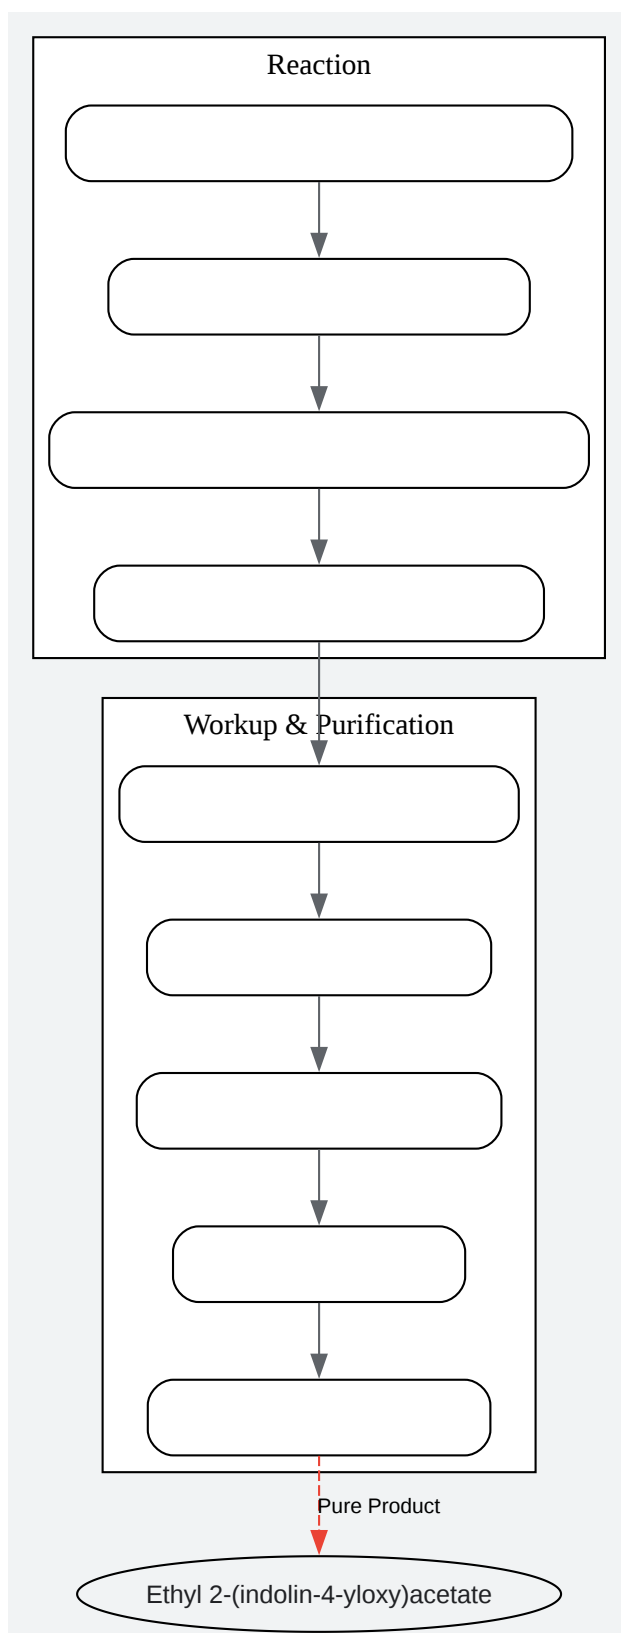 Reaction
Workup & Purification
Pure Product
Ethyl 2-(indolin-4-yloxy)acetate